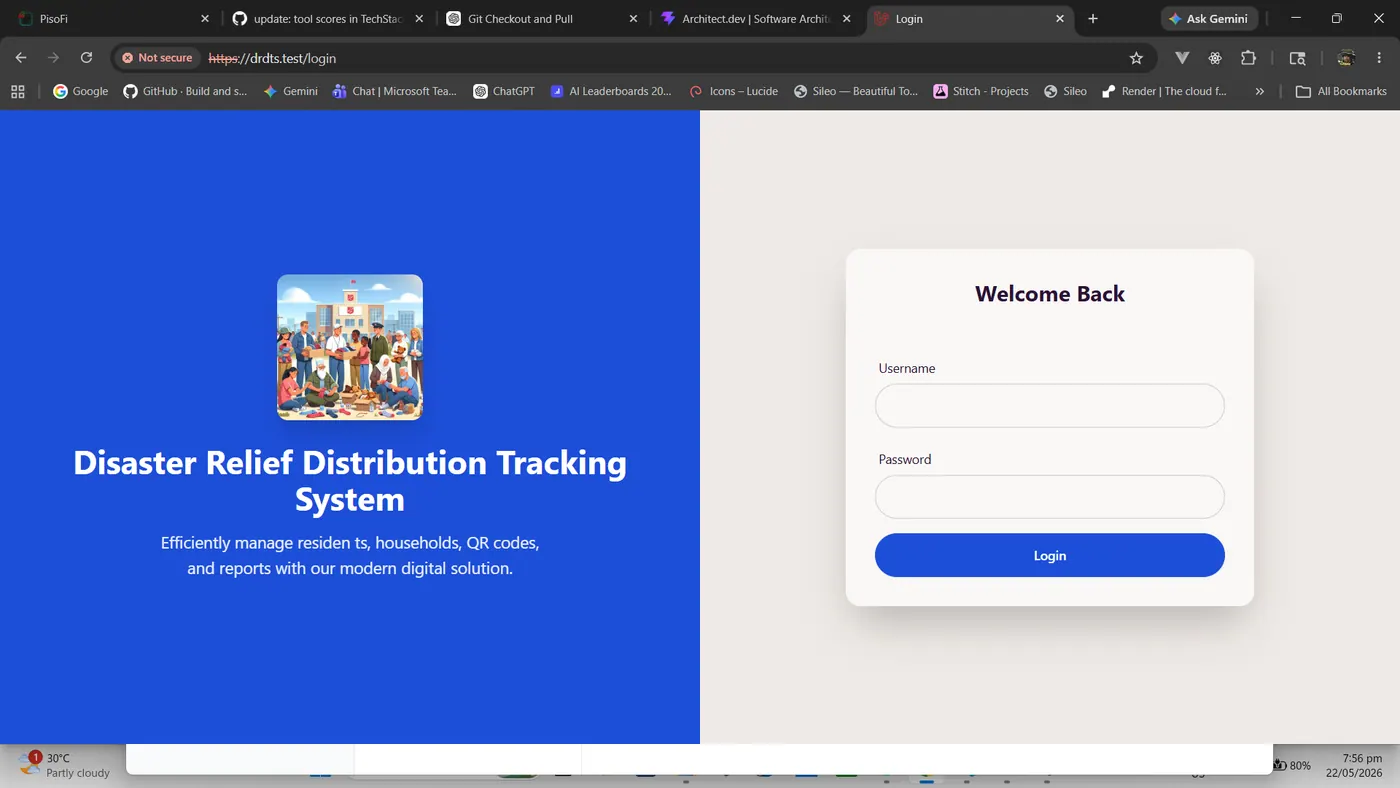 PisoFi
update: tool scores in TechStac
Git Checkout and Pull
Architect.dev | Software Archit
Login
Ask Gemini
Not secure
https://drdts.test/login
Google
GitHub · Build and s...
Gemini
Chat | Microsoft Tea...
ChatGPT
AI Leaderboards 20...
Icons – Lucide
Sileo — Beautiful To...
Stitch - Projects
Sileo
Render | The cloud f...
All Bookmarks
Disaster Relief Distribution Tracking
System
Efficiently manage residen ts, households, QR codes,
and reports with our modern digital solution.
Welcome Back
Username
Password
Login
1
30°C
Partly cloudy
80%
7:56 pm
22/05/2026